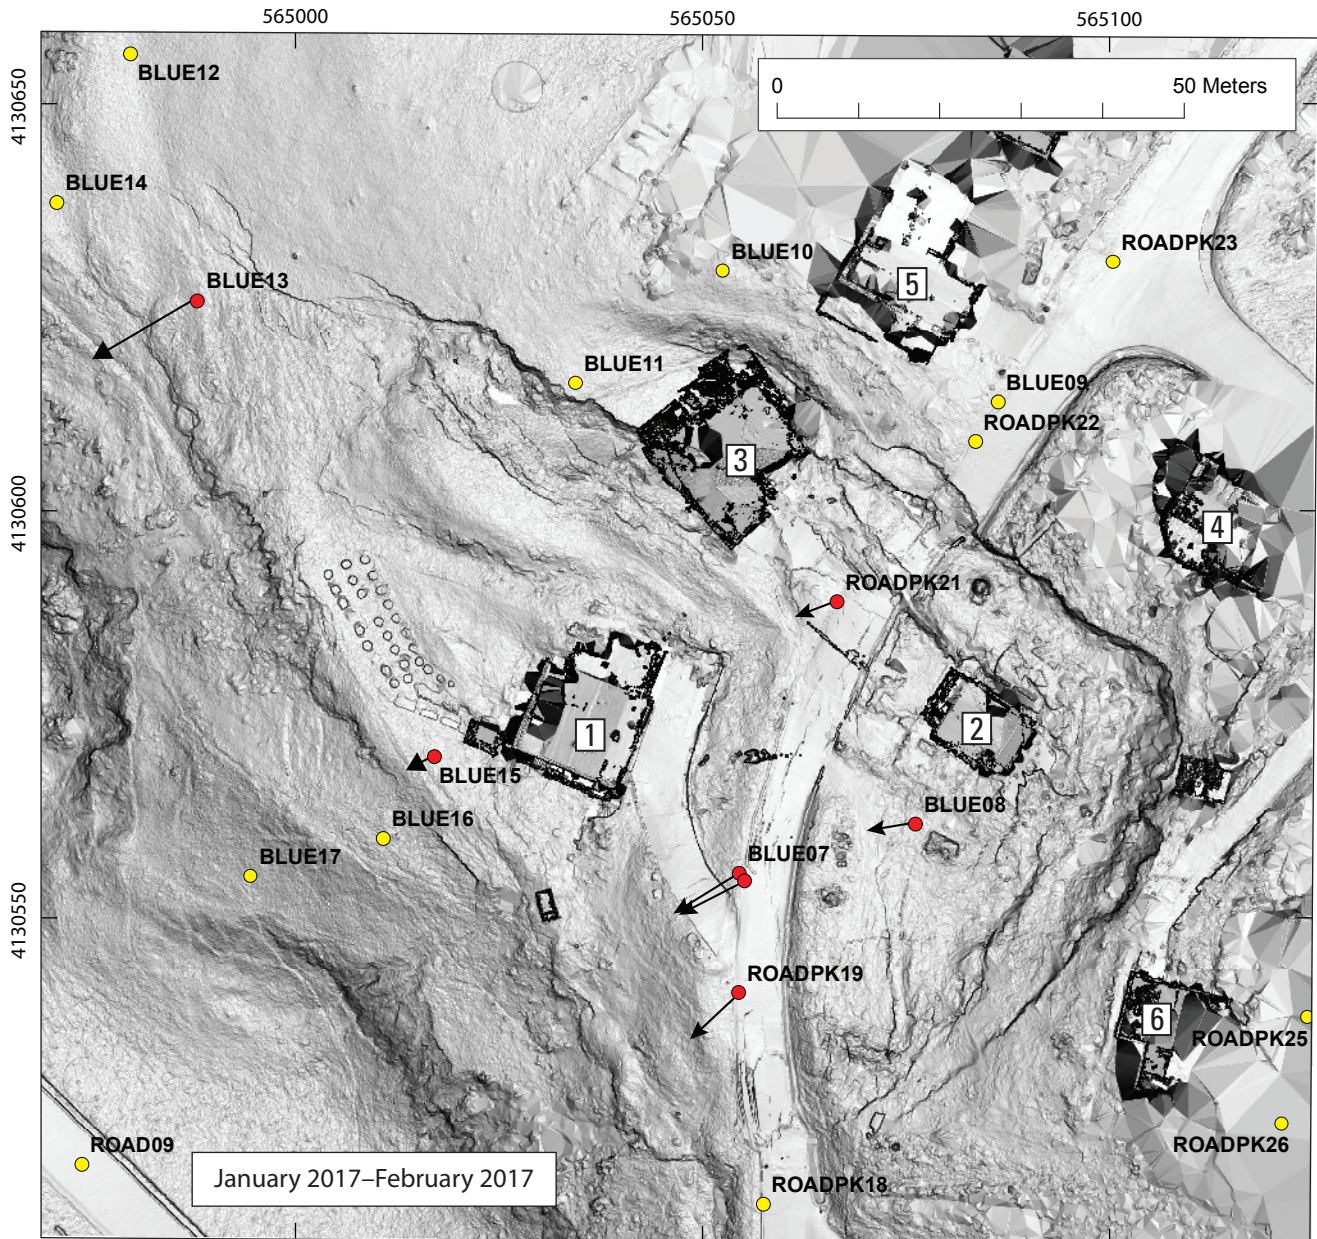 565000 565050 565100
4130650
4130600
4130550
0 50 Meters
BLUE12
BLUE14
BLUE13
BLUE10
ROADPK23
5
BLUE11
BLUE09
ROADPK22
3
4
ROADPK21
1
2
BLUE15
BLUE08
BLUE16
BLUE07
BLUE17
ROADPK19
6
ROADPK25
ROAD09
ROADPK26
January 2017–February 2017
ROADPK18